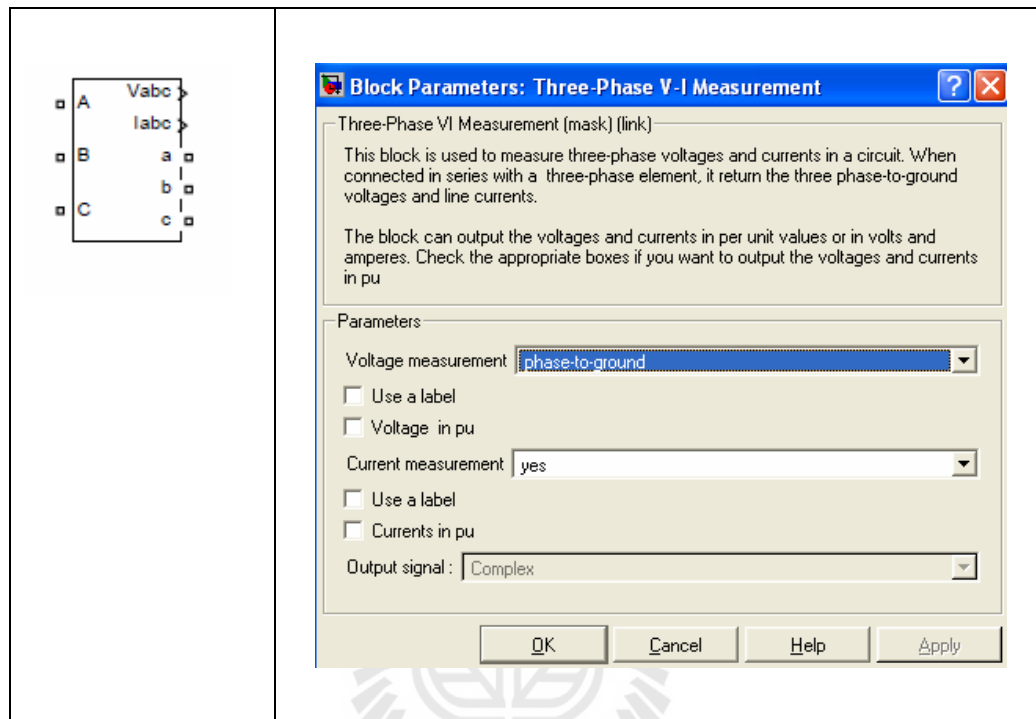 Vabc
A
Iabc
B
a
b
C
c
Block Parameters: Three-Phase V-I Measurement
Three-Phase VI Measurement (mask) (link)
This block is used to measure three-phase voltages and currents in a circuit. When
connected in series with a three-phase element, it return the three phase-to-ground
voltages and line currents.
The block can output the voltages and currents in per unit values or in volts and
amperes. Check the appropriate boxes if you want to output the voltages and currents
in pu
Parameters
Voltage measurement phase-to-ground
Use a label
Voltage in pu
Current measurement yes
Use a label
Currents in pu
Output signal : Complex
OK Cancel Help Apply